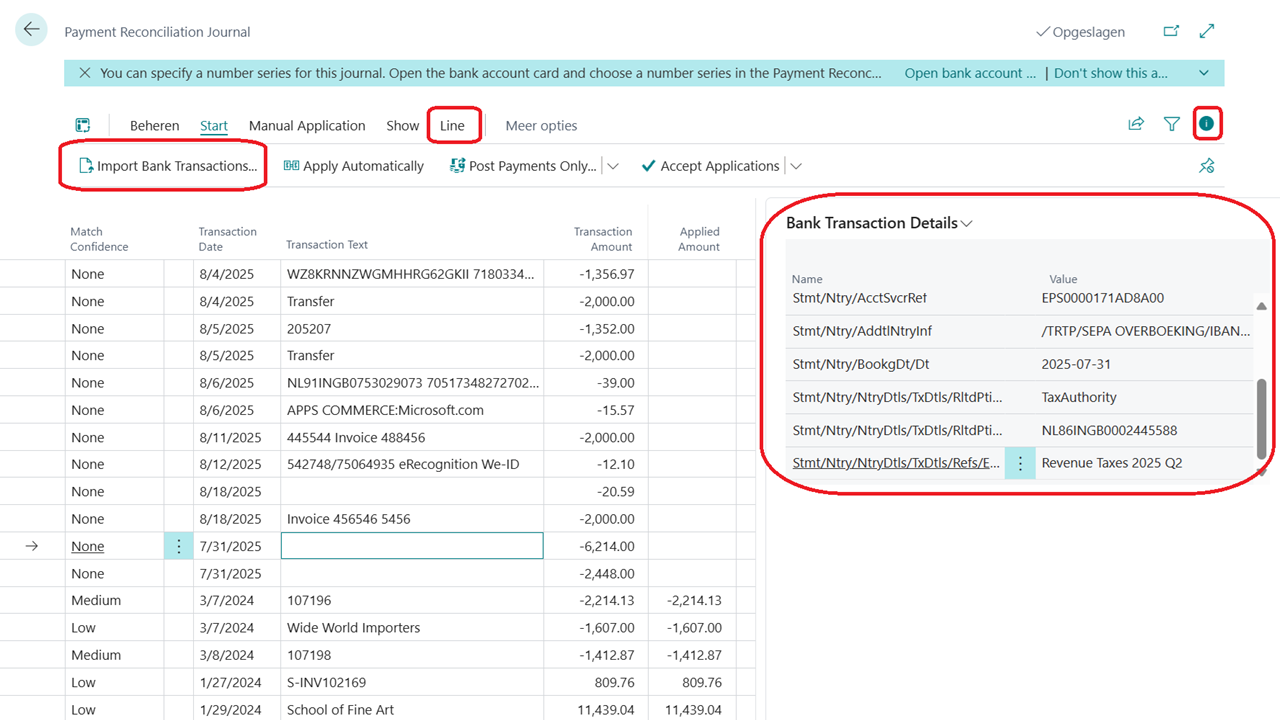 Payment Reconciliation Journal
Opgeslagen
You can specify a number series for this journal. Open the bank account card and choose a number series in the Payment Reconc... Open bank account ... | Don't show this a...
Beheren Start Manual Application Show Line Meer opties
Import Bank Transactions... Apply Automatically Post Payments Only... Accept Applications
Match Confidence Transaction Date Transaction Text Transaction Amount Applied Amount
None 8/4/2025 WZ8KRNNZWGMHHRG62GKII 7180334... -1,356.97
None 8/4/2025 Transfer -2,000.00
None 8/5/2025 205207 -1,352.00
None 8/5/2025 Transfer -2,000.00
None 8/6/2025 NL91INGB0753029073 70517348272702... -39.00
None 8/6/2025 APPS COMMERCE:Microsoft.com -15.57
None 8/11/2025 445544 Invoice 488456 -2,000.00
None 8/12/2025 542748/75064935 eRecognition We-ID -12.10
None 8/18/2025 -20.59
None 8/18/2025 Invoice 456546 5456 -2,000.00
None 7/31/2025 -6,214.00
None 7/31/2025 -2,448.00
Medium 3/7/2024 107196 -2,214.13 -2,214.13
Low 3/7/2024 Wide World Importers -1,607.00 -1,607.00
Medium 3/8/2024 107198 -1,412.87 -1,412.87
Low 1/27/2024 S-INV102169 809.76 809.76
Low 1/29/2024 School of Fine Art 11,439.04 11,439.04
Bank Transaction Details
Name Value
Stmt/Ntry/AcctSvcrRef EPS0000171AD8A00
Stmt/Ntry/AddtlNtryInf /TRTP/SEPA OVERBOEKING/IBAN...
Stmt/Ntry/BookgDt/Dt 2025-07-31
Stmt/Ntry/NtryDtls/TxDtls/RltdPti... TaxAuthority
Stmt/Ntry/NtryDtls/TxDtls/RltdPti... NL86INGB0002445588
Stmt/Ntry/NtryDtls/TxDtls/Refs/E... Revenue Taxes 2025 Q2